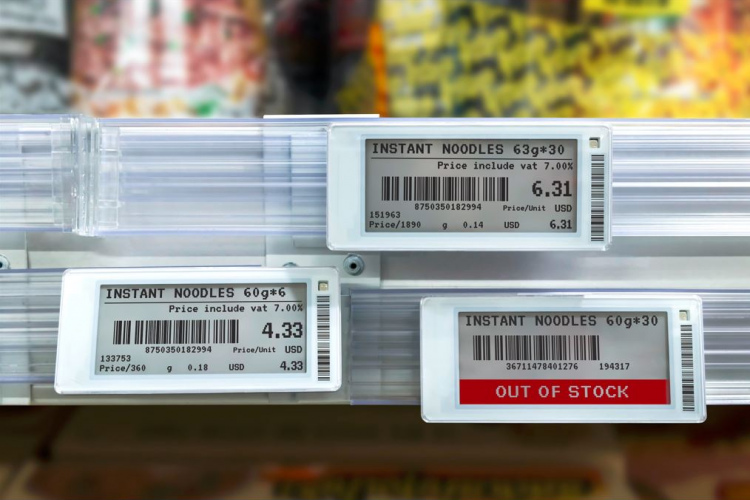 INSTANT NOODLES 63g*30
Price include vat 7.00%
6.31
8750350182994 Price/Unit USD
151963
Price/1890 g 0.14 USD 6.31
INSTANT NOODLES 60g*6
Price include vat 7.00%
4.33
8750350182994 Price/Unit USD
133753
Price/360 g 0.18 USD 4.33
INSTANT NOODLES 60g*30
36711478401276 194317
OUT OF STOCK